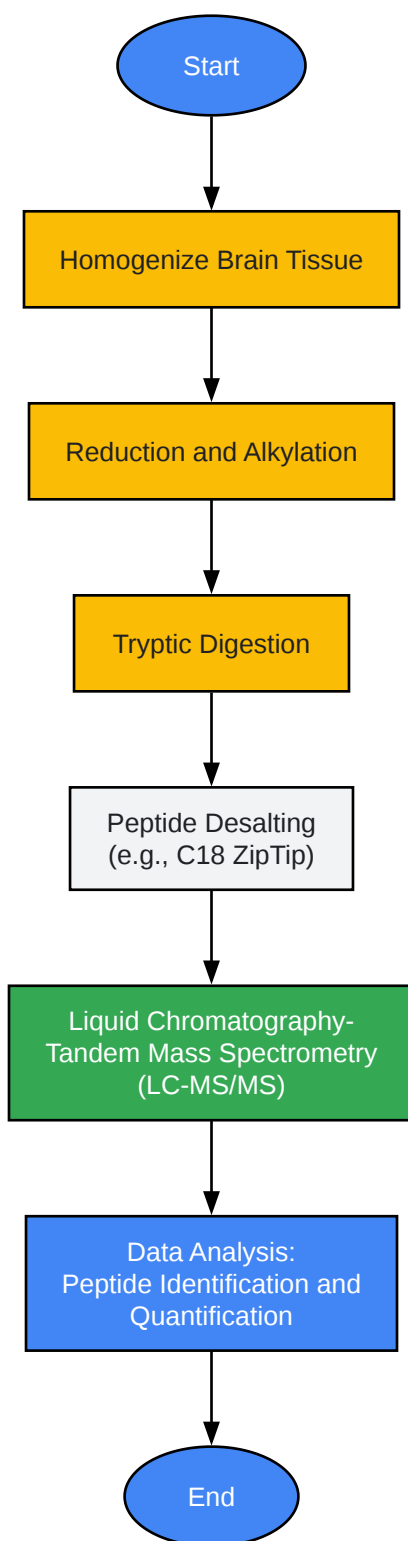 Start
Homogenize Brain Tissue
Reduction and Alkylation
Tryptic Digestion
Peptide Desalting
(e.g., C18 ZipTip)
Liquid Chromatography-
Tandem Mass Spectrometry
(LC-MS/MS)
Data Analysis:
Peptide Identification and
Quantification
End